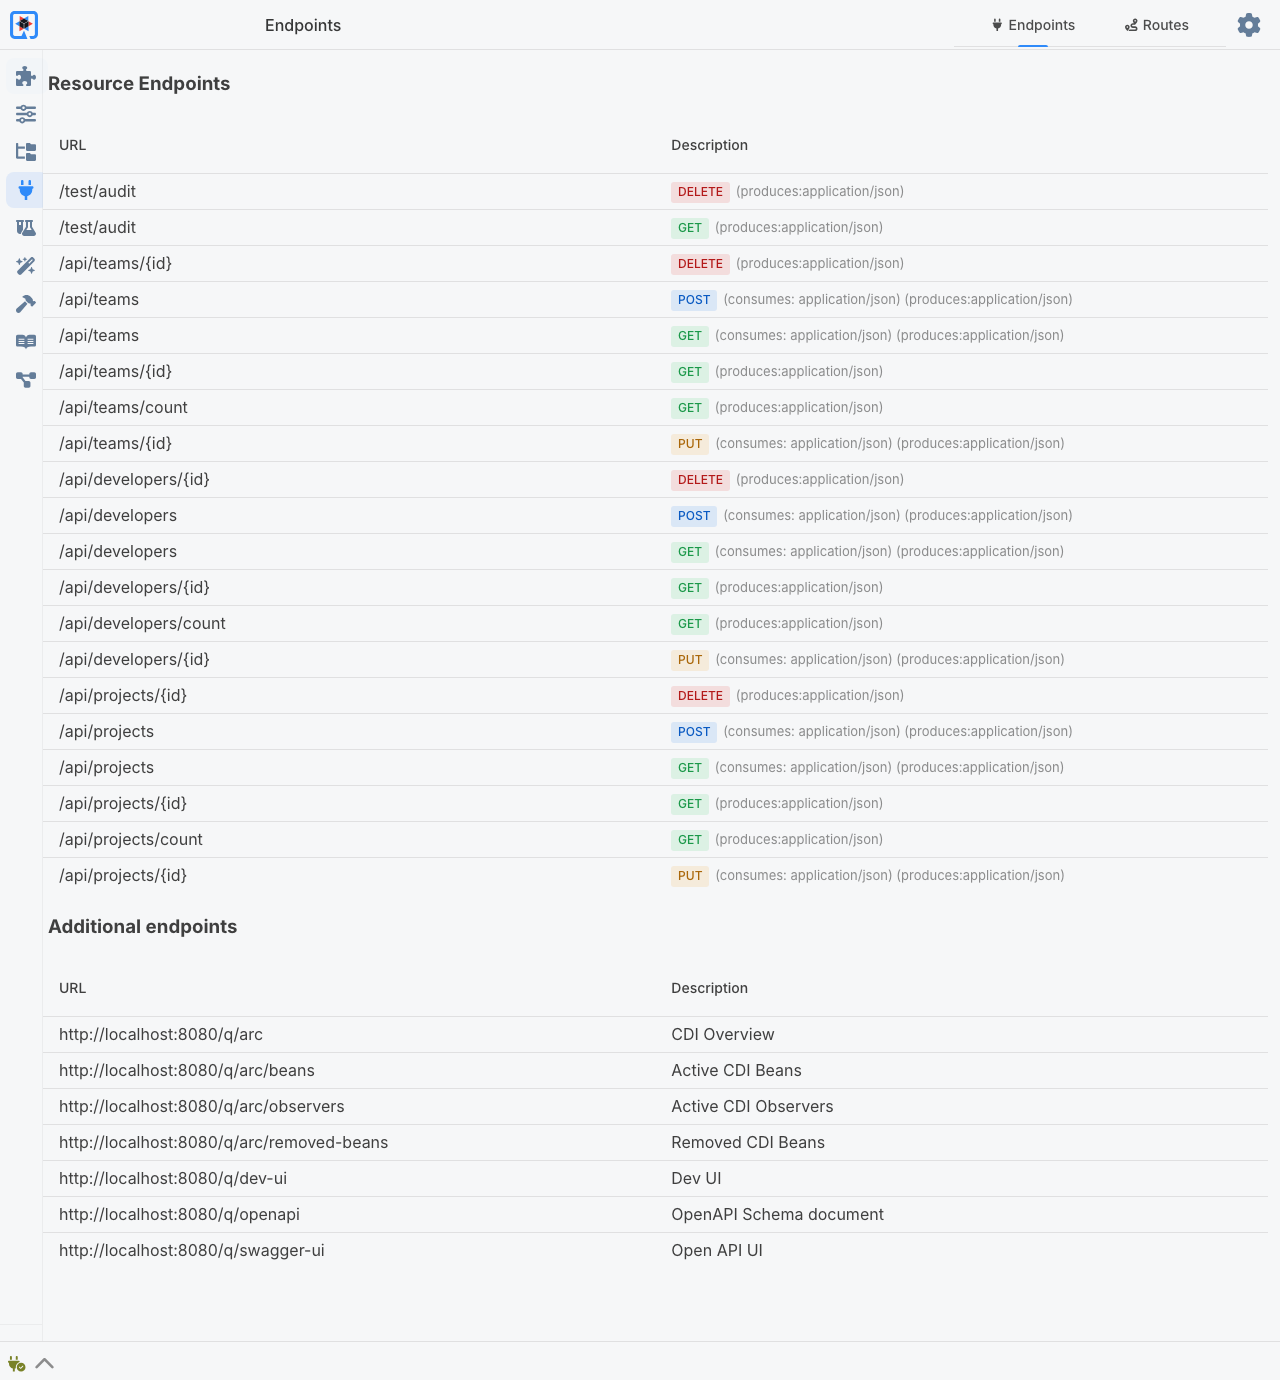 Endpoints
Endpoints
Routes
Resource Endpoints
URL Description
/test/audit DELETE (produces:application/json)
/test/audit GET (produces:application/json)
/api/teams/{id} DELETE (produces:application/json)
/api/teams POST (consumes: application/json) (produces:application/json)
/api/teams GET (consumes: application/json) (produces:application/json)
/api/teams/{id} GET (produces:application/json)
/api/teams/count GET (produces:application/json)
/api/teams/{id} PUT (consumes: application/json) (produces:application/json)
/api/developers/{id} DELETE (produces:application/json)
/api/developers POST (consumes: application/json) (produces:application/json)
/api/developers GET (consumes: application/json) (produces:application/json)
/api/developers/{id} GET (produces:application/json)
/api/developers/count GET (produces:application/json)
/api/developers/{id} PUT (consumes: application/json) (produces:application/json)
/api/projects/{id} DELETE (produces:application/json)
/api/projects POST (consumes: application/json) (produces:application/json)
/api/projects GET (consumes: application/json) (produces:application/json)
/api/projects/{id} GET (produces:application/json)
/api/projects/count GET (produces:application/json)
/api/projects/{id} PUT (consumes: application/json) (produces:application/json)
Additional endpoints
URL Description
http://localhost:8080/q/arc CDI Overview
http://localhost:8080/q/arc/beans Active CDI Beans
http://localhost:8080/q/arc/observers Active CDI Observers
http://localhost:8080/q/arc/removed-beans Removed CDI Beans
http://localhost:8080/q/dev-ui Dev UI
http://localhost:8080/q/openapi OpenAPI Schema document
http://localhost:8080/q/swagger-ui Open API UI